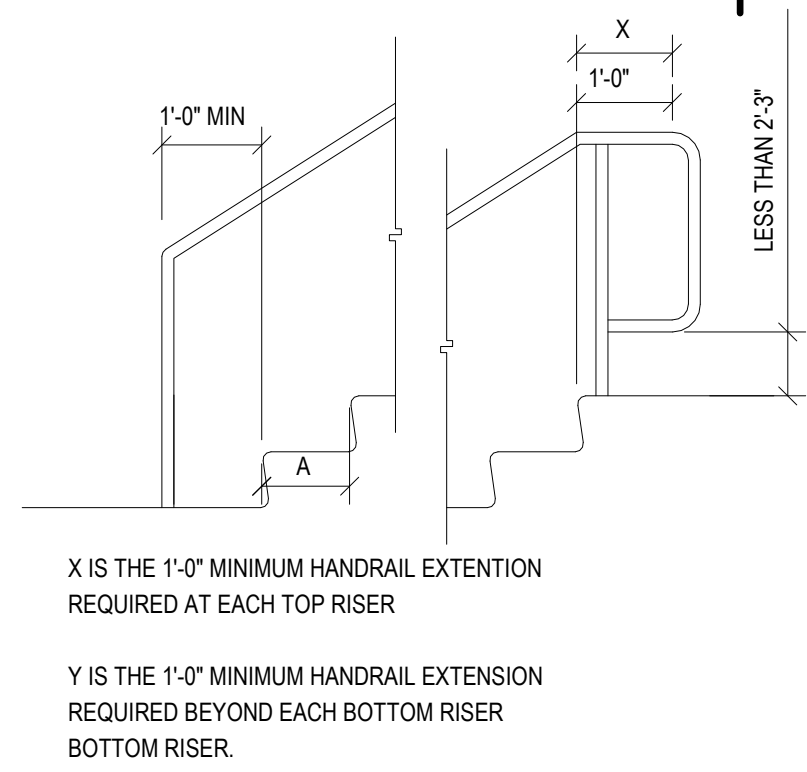 X
1'-0"
1'-0" MIN
LESS THAN 2'-3"
A
X IS THE 1'-0" MINIMUM HANDRAIL EXTENTION
REQUIRED AT EACH TOP RISER
Y IS THE 1'-0" MINIMUM HANDRAIL EXTENSION
REQUIRED BEYOND EACH BOTTOM RISER
BOTTOM RISER.